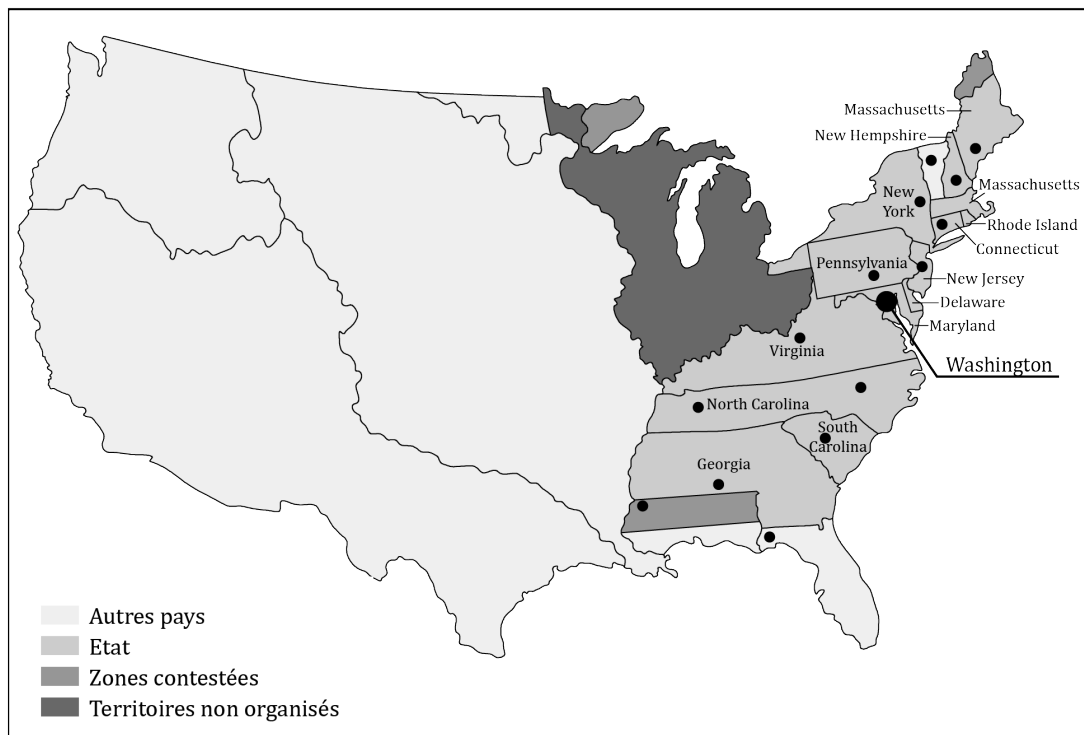 Massachusetts
New Hempshire
Massachusetts
New
York
Rhode Island
Connecticut
Pennsylvania
New Jersey
Delaware
Maryland
Virginia
Washington
North Carolina
South
Carolina
Georgia
Autres pays
Etat
Zones contestées
Territoires non organisés